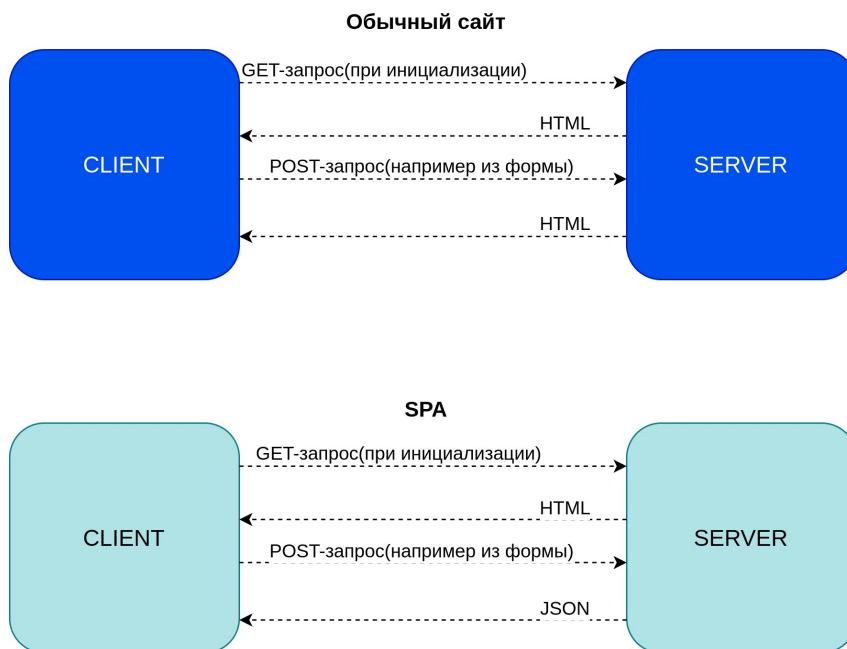 Обычный сайт
GET-запрос(при инициализации)
HTML
CLIENT
POST-запрос(например из формы)
SERVER
HTML
SPA
GET-запрос(при инициализации)
HTML
CLIENT
SERVER
POST-запрос(например из формы)
JSON